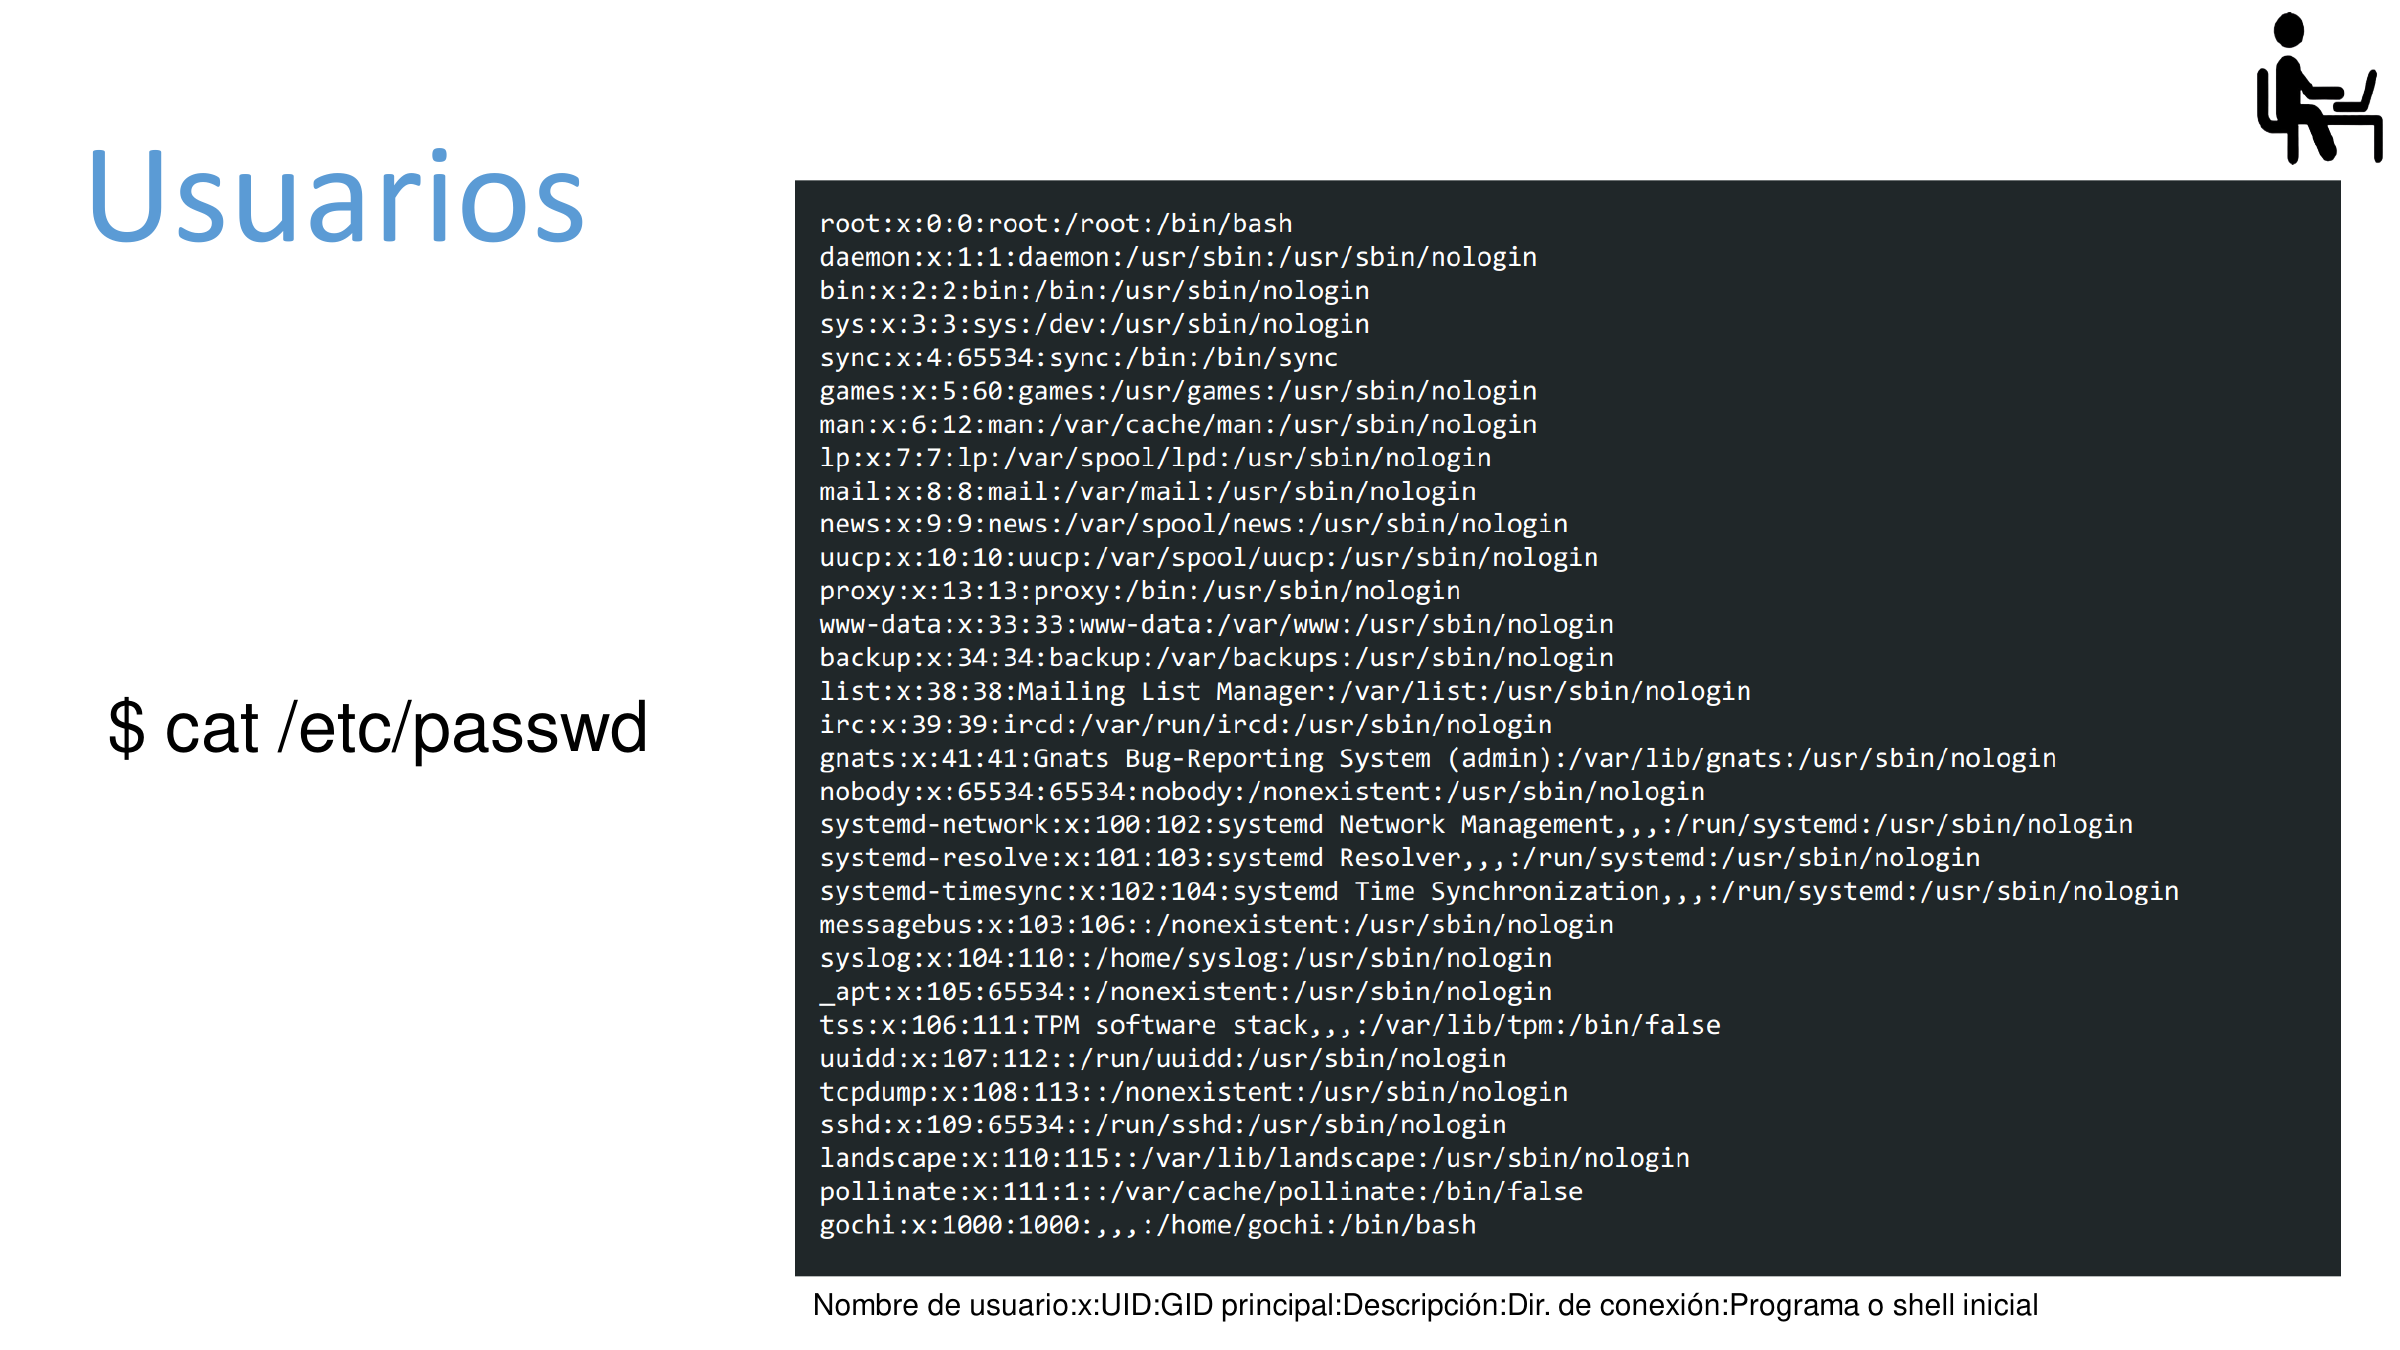 Usuarios
$ cat /etc/passwd
root:x:0:0:root:/root:/bin/bash
daemon:x:1:1:daemon:/usr/sbin:/usr/sbin/nologin
bin:x:2:2:bin:/bin:/usr/sbin/nologin
sys:x:3:3:sys:/dev:/usr/sbin/nologin
sync:x:4:65534:sync:/bin:/bin/sync
games:x:5:60:games:/usr/games:/usr/sbin/nologin
man:x:6:12:man:/var/cache/man:/usr/sbin/nologin
lp:x:7:7:lp:/var/spool/lpd:/usr/sbin/nologin
mail:x:8:8:mail:/var/mail:/usr/sbin/nologin
news:x:9:9:news:/var/spool/news:/usr/sbin/nologin
uucp:x:10:10:uucp:/var/spool/uucp:/usr/sbin/nologin
proxy:x:13:13:proxy:/bin:/usr/sbin/nologin
www-data:x:33:33:www-data:/var/www:/usr/sbin/nologin
backup:x:34:34:backup:/var/backups:/usr/sbin/nologin
list:x:38:38:Mailing List Manager:/var/list:/usr/sbin/nologin
irc:x:39:39:ircd:/var/run/ircd:/usr/sbin/nologin
gnats:x:41:41:Gnats Bug-Reporting System (admin):/var/lib/gnats:/usr/sbin/nologin
nobody:x:65534:65534:nobody:/nonexistent:/usr/sbin/nologin
systemd-network:x:100:102:systemd Network Management,,,:/run/systemd:/usr/sbin/nologin
systemd-resolve:x:101:103:systemd Resolver,,,:/run/systemd:/usr/sbin/nologin
systemd-timesync:x:102:104:systemd Time Synchronization,,,:/run/systemd:/usr/sbin/nologin
messagebus:x:103:106::/nonexistent:/usr/sbin/nologin
syslog:x:104:110::/home/syslog:/usr/sbin/nologin
_apt:x:105:65534::/nonexistent:/usr/sbin/nologin
tss:x:106:111:TPM software stack,,,:/var/lib/tpm:/bin/false
uuidd:x:107:112::/run/uuidd:/usr/sbin/nologin
tcpdump:x:108:113::/nonexistent:/usr/sbin/nologin
sshd:x:109:65534::/run/sshd:/usr/sbin/nologin
landscape:x:110:115::/var/lib/landscape:/usr/sbin/nologin
pollinate:x:111:1::/var/cache/pollinate:/bin/false
gochi:x:1000:1000:,,,:/home/gochi:/bin/bash
Nombre de usuario:x:UID:GID principal:Descripción:Dir. de conexión:Programa o shell inicial